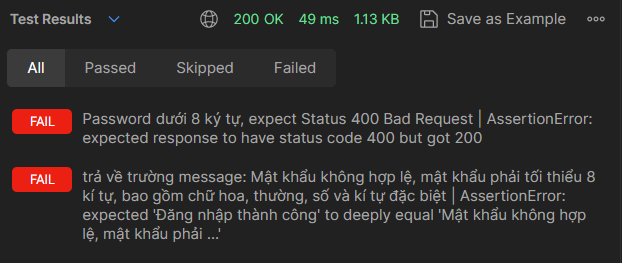 Test Results 200 OK 49 ms 1.13 KB Save as Example
All Passed Skipped Failed
FAIL Password dưới 8 ký tự, expect Status 400 Bad Request | AssertionError:
expected response to have status code 400 but got 200
FAIL trả về trường message: Mật khẩu không hợp lệ, mật khẩu phải tối thiểu 8
kí tự, bao gồm chữ hoa, thường, số và kí tự đặc biệt | AssertionError:
expected 'Đăng nhập thành công' to deeply equal 'Mật khẩu không hợp
lệ, mật khẩu phải ...'